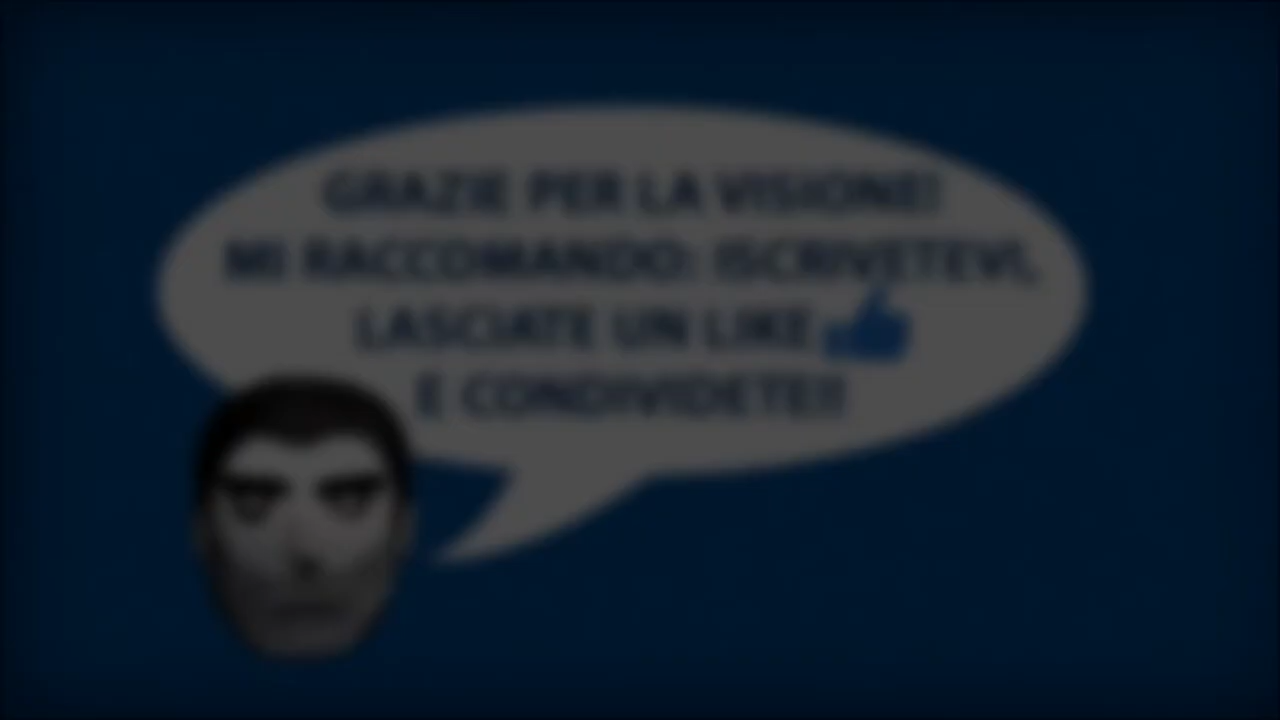 GRAZIE PER LA VISIONE!
MI RACCOMANDO: ISCRIVETEVI,
LASCIATE UN LIKE
E CONDIVIDETE!!